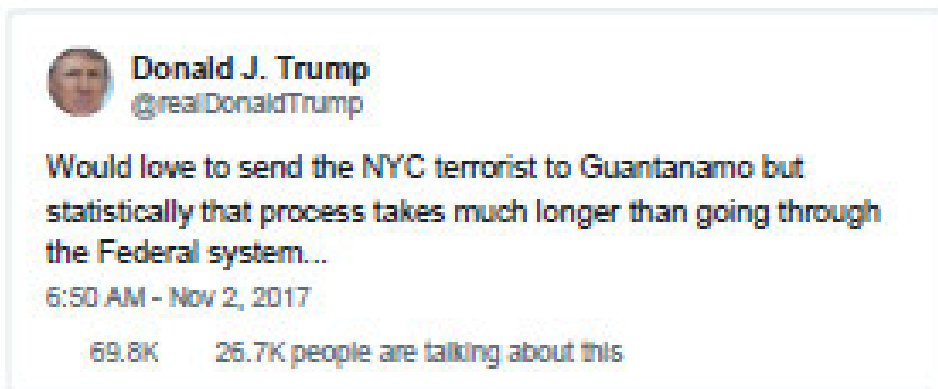 Donald J. Trump
@realDonaldTrump
Would love to send the NYC terrorist to Guantanamo but
statistically that process takes much longer than going through
the Federal system...
6:50 AM - Nov 2, 2017
69.8K 26.7K people are talking about this